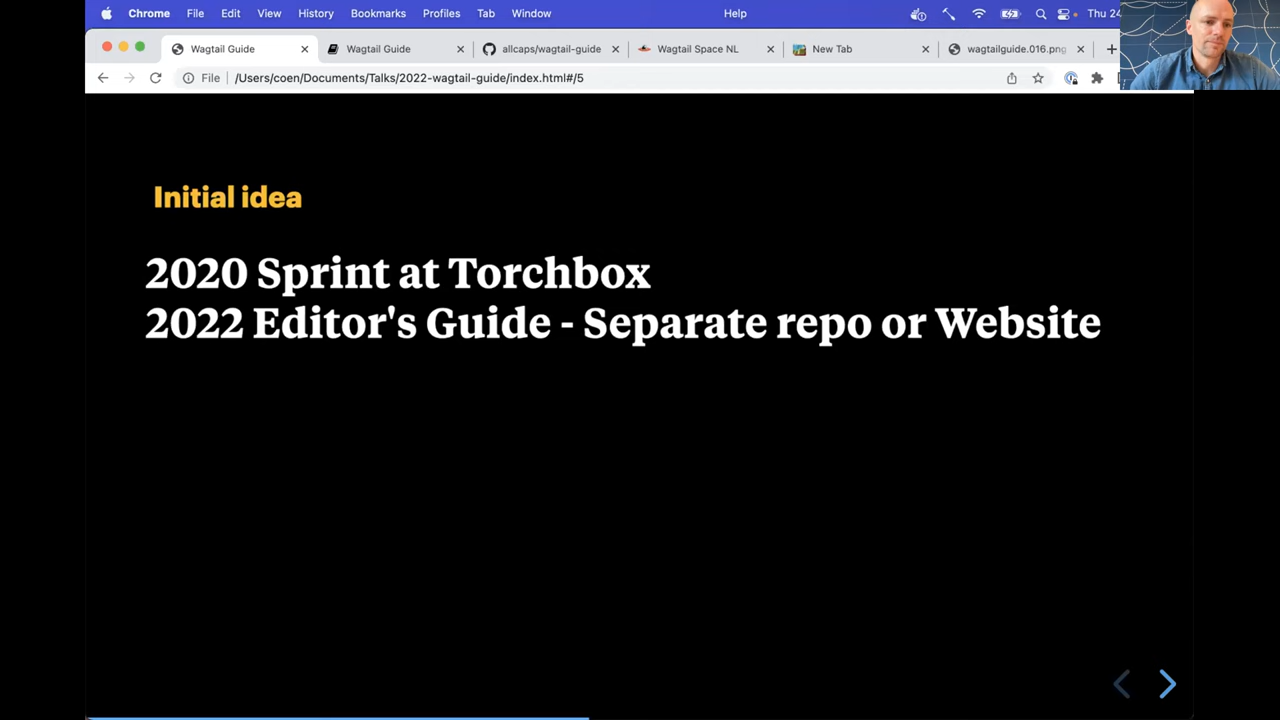 Chrome File Edit View History Bookmarks Profiles Tab Window Help Thu 24
Wagtail Guide Wagtail Guide allcaps/wagtail-guide Wagtail Space NL New Tab wagtailguide.016.png
File /Users/coen/Documents/Talks/2022-wagtail-guide/index.html#/5
Initial idea
2020 Sprint at Torchbox
2022 Editor's Guide - Separate repo or Website